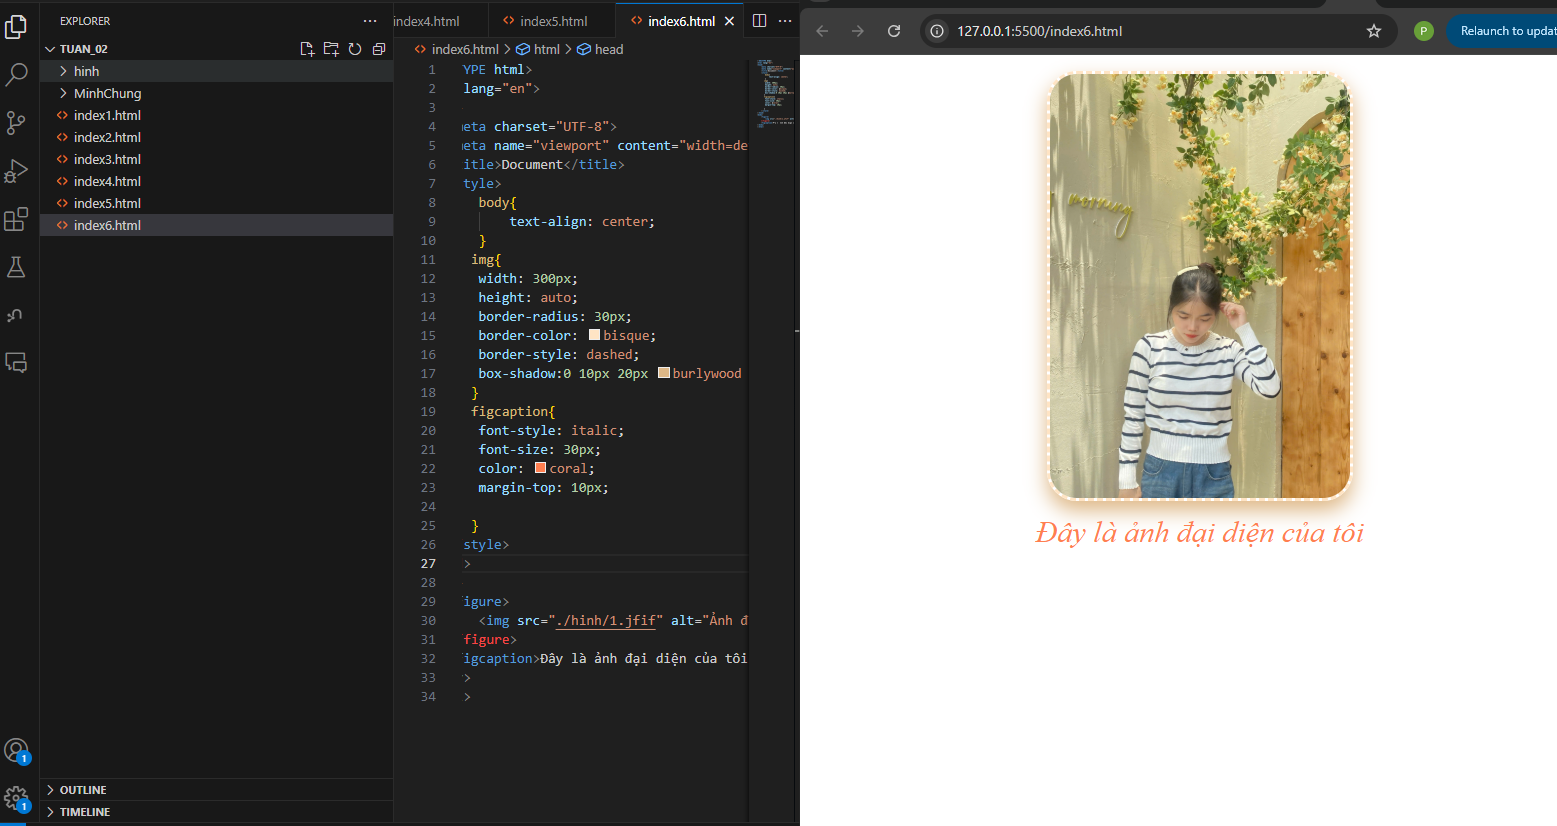 EXPLORER
TUAN_02
hinh
MinhChung
index1.html
index2.html
index3.html
index4.html
index5.html
index6.html
OUTLINE
TIMELINE
1
1
index4.html
index5.html
index6.html
index6.html > html > head
1 YPE html>
2 lang="en">
3
4 eta charset="UTF-8">
5 eta name="viewport" content="width=de
6 itle>Document</title>
7 tyle>
8 body{
9 text-align: center;
10 }
11 img{
12 width: 300px;
13 height: auto;
14 border-radius: 30px;
15 border-color: bisque;
16 border-style: dashed;
17 box-shadow:0 10px 20px burlywood
18 }
19 figcaption{
20 font-style: italic;
21 font-size: 30px;
22 color: coral;
23 margin-top: 10px;
24
25 }
26 style>
27 >
28
29 igure>
30 <img src="./hinh/1.jfif" alt="Ảnh đ
31 figure>
32 igcaption>Đây là ảnh đại diện của tôi
33 >
34 >
127.0.0.1:5500/index6.html
P
Relaunch to updat
morning
Đây là ảnh đại diện của tôi